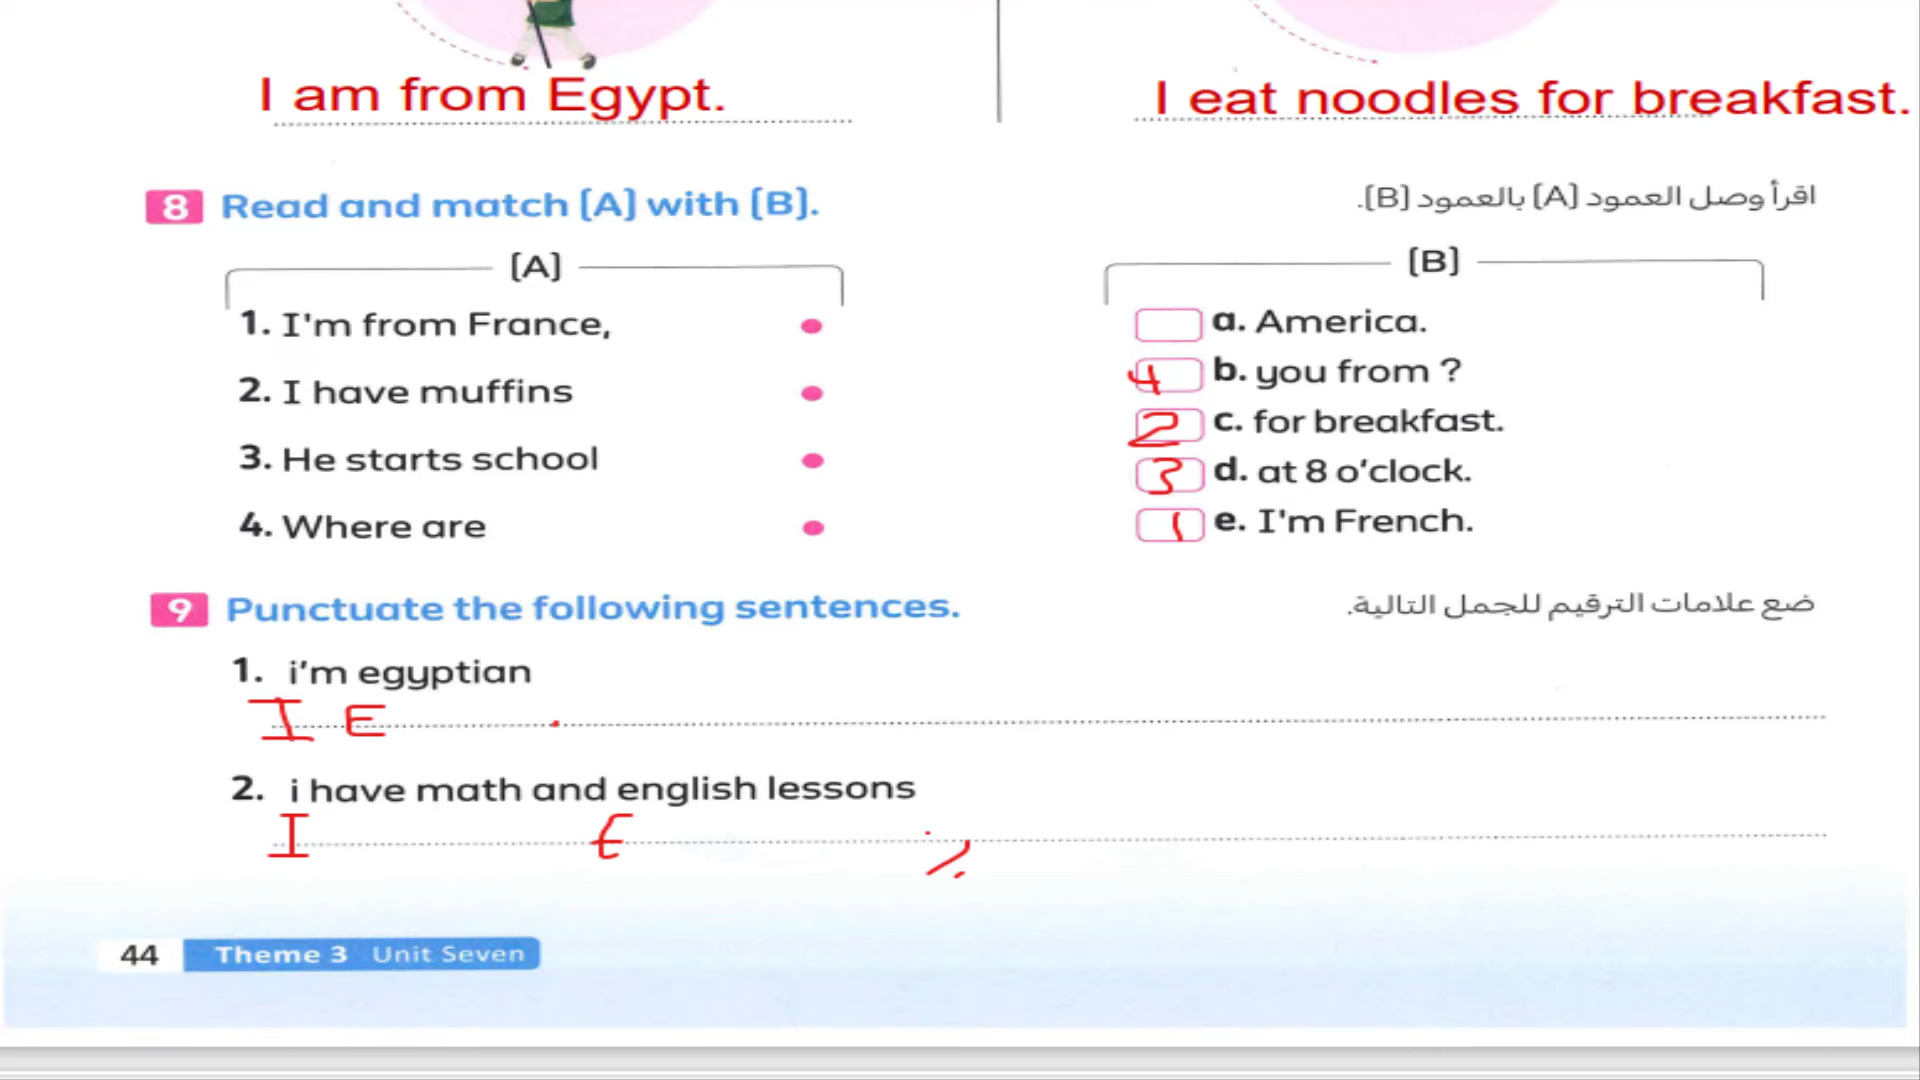 I am from Egypt.
I eat noodles for breakfast.
8 Read and match [A] with [B].
اقرأ وصل العمود [A] بالعمود [B].
[A]
[B]
1. I'm from France,
a. America.
2. I have muffins
4 b. you from ?
2 c. for breakfast.
3. He starts school
3 d. at 8 o'clock.
4. Where are
1 e. I'm French.
9 Punctuate the following sentences.
ضع علامات الترقيم للجمل التالية.
1. i'm egyptian
I E .
2. i have math and english lessons
I E .
44 Theme 3 Unit Seven